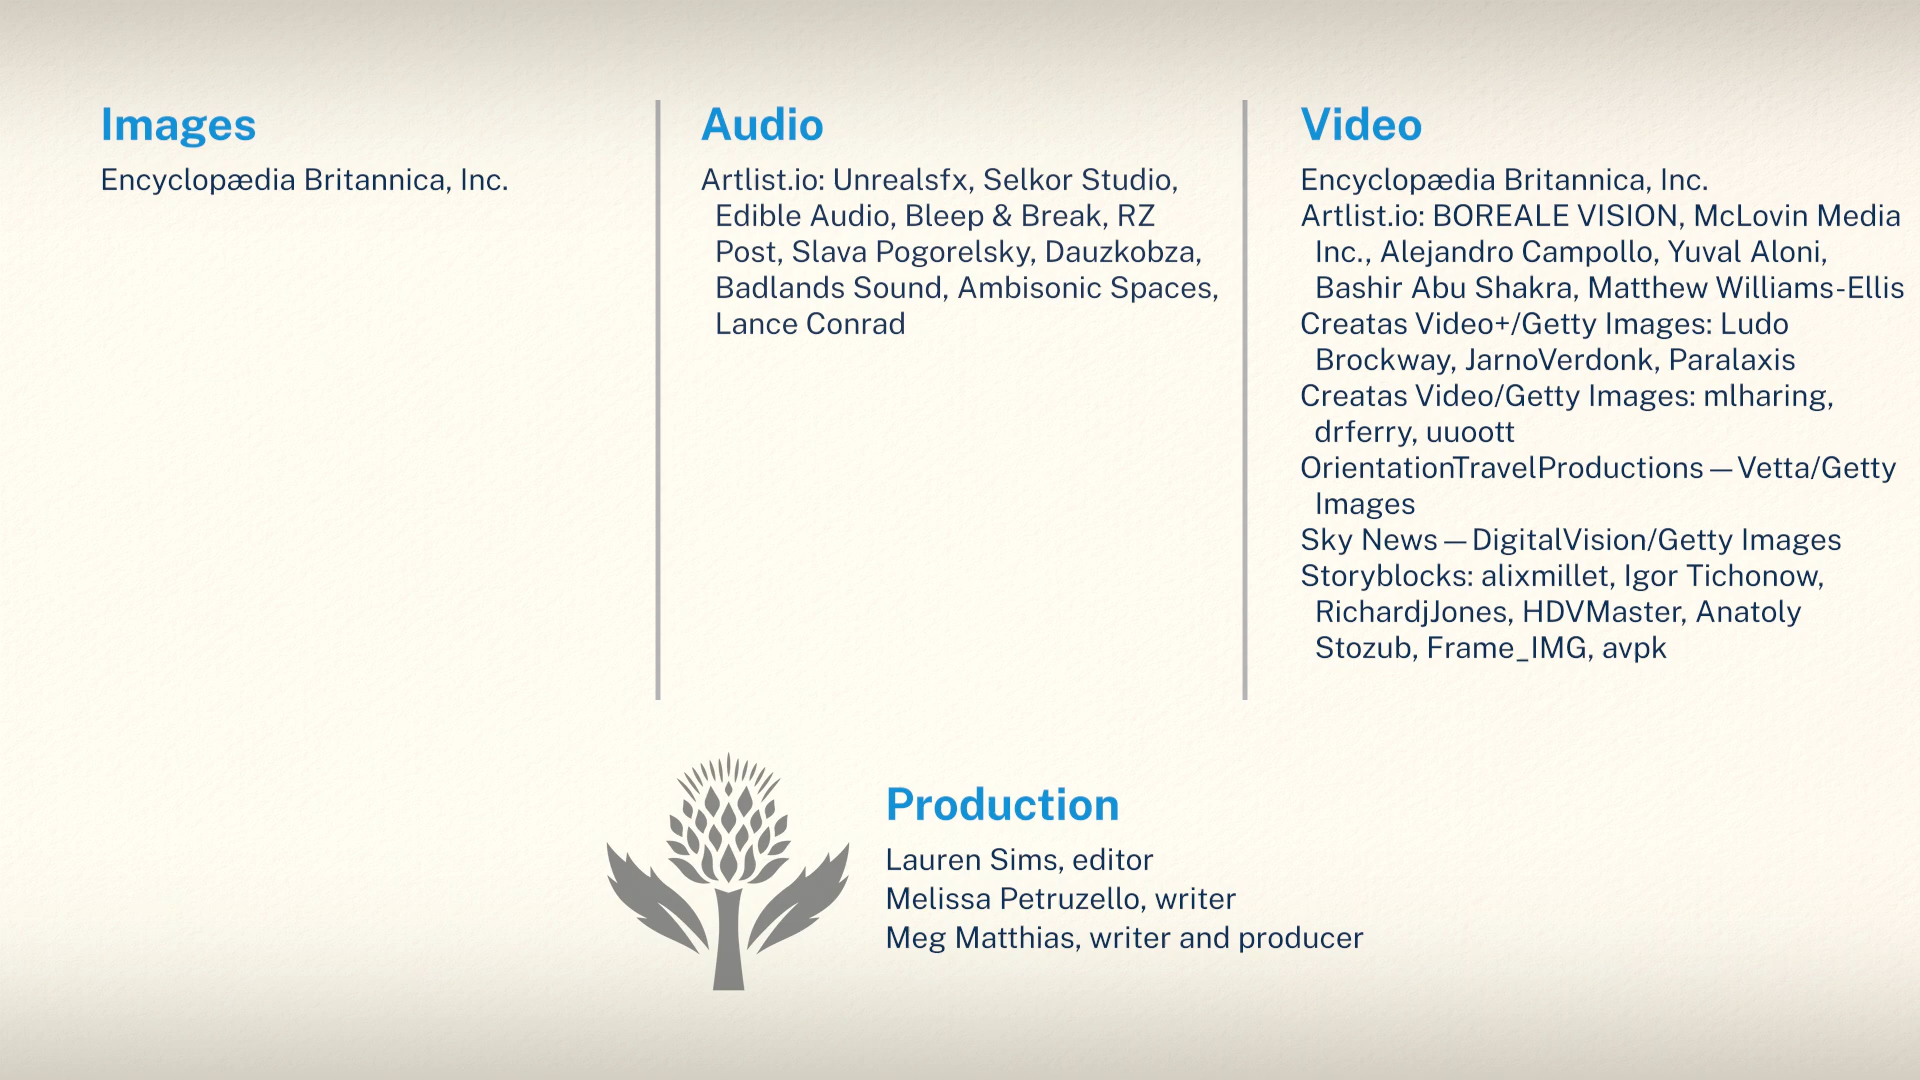 Images
Encyclopædia Britannica, Inc.
Audio
Artlist.io: Unrealsfx, Selkor Studio,
Edible Audio, Bleep & Break, RZ
Post, Slava Pogorelsky, Dauzkobza,
Badlands Sound, Ambisonic Spaces,
Lance Conrad
Video
Encyclopædia Britannica, Inc.
Artlist.io: BOREALE VISION, McLovin Media
Inc., Alejandro Campollo, Yuval Aloni,
Bashir Abu Shakra, Matthew Williams-Ellis
Creatas Video+/Getty Images: Ludo
Brockway, JarnoVerdonk, Paralaxis
Creatas Video/Getty Images: mlharing,
drferry, uuoott
OrientationTravelProductions—Vetta/Getty
Images
Sky News—DigitalVision/Getty Images
Storyblocks: alixmillet, Igor Tichonow,
RichardjJones, HDVMaster, Anatoly
Stozub, Frame_IMG, avpk
Production
Lauren Sims, editor
Melissa Petruzello, writer
Meg Matthias, writer and producer